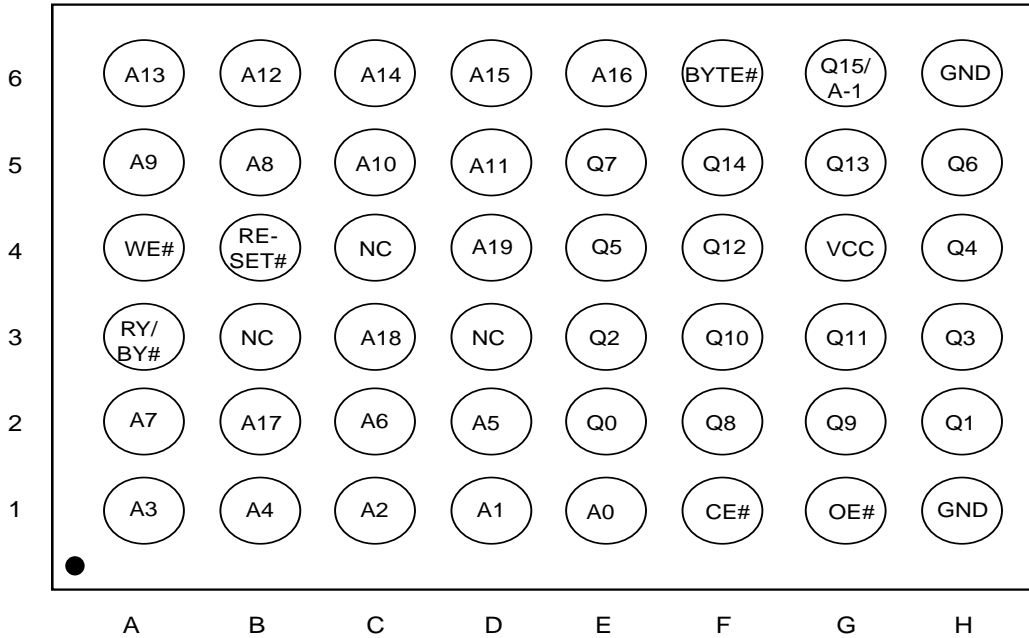 6 A13 A12 A14 A15 A16 BYTE# Q15/ A-1 GND
5 A9 A8 A10 A11 Q7 Q14 Q13 Q6
4 WE# RE- SET# NC A19 Q5 Q12 VCC Q4
3 RY/ BY# NC A18 NC Q2 Q10 Q11 Q3
2 A7 A17 A6 A5 Q0 Q8 Q9 Q1
1 A3 A4 A2 A1 A0 CE# OE# GND
A B C D E F G H